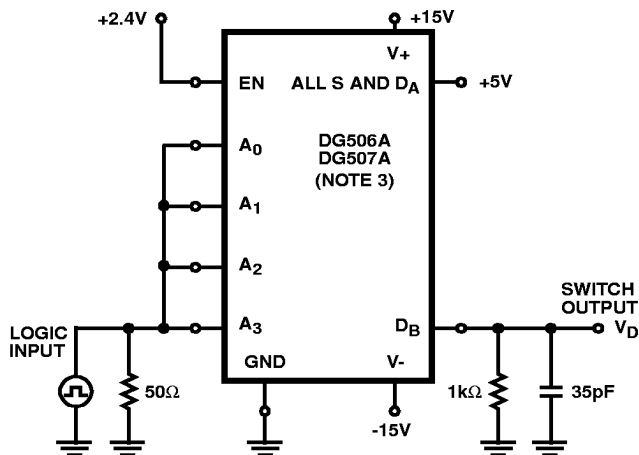 +2.4V
+15V
V+
EN
ALL S AND DA
+5V
A0
DG506A
DG507A
(NOTE 3)
A1
A2
SWITCH
OUTPUT
LOGIC
INPUT
A3
DB
VD
GND
V-
50Ω
1kΩ
35pF
-15V